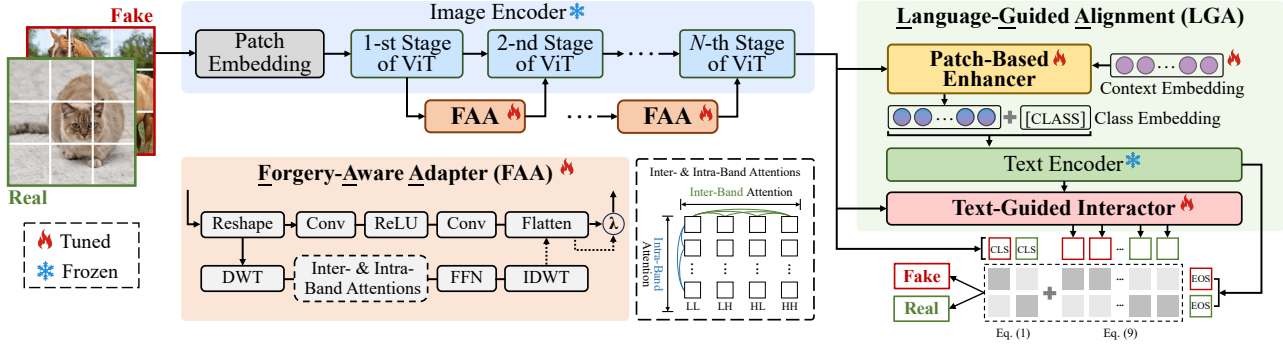 Fake
Real
Tuned
Frozen
Image Encoder
Patch
Embedding
1-st Stage
of ViT
2-nd Stage
of ViT
N-th Stage
of ViT
FAA
FAA
Forgery-Aware Adapter (FAA)
Reshape
Conv
ReLU
Conv
Flatten
λ
DWT
Inter- & Intra-
Band Attentions
FFN
IDWT
Inter- & Intra-Band Attentions
Inter-Band Attention
Intra-Band
Attention
LL
LH
HL
HH
Language-Guided Alignment (LGA)
Patch-Based
Enhancer
Context Embedding
[CLASS]
Class Embedding
Text Encoder
Text-Guided Interactor
CLS
CLS
Fake
Real
EOS
EOS
Eq. (1)
Eq. (9)